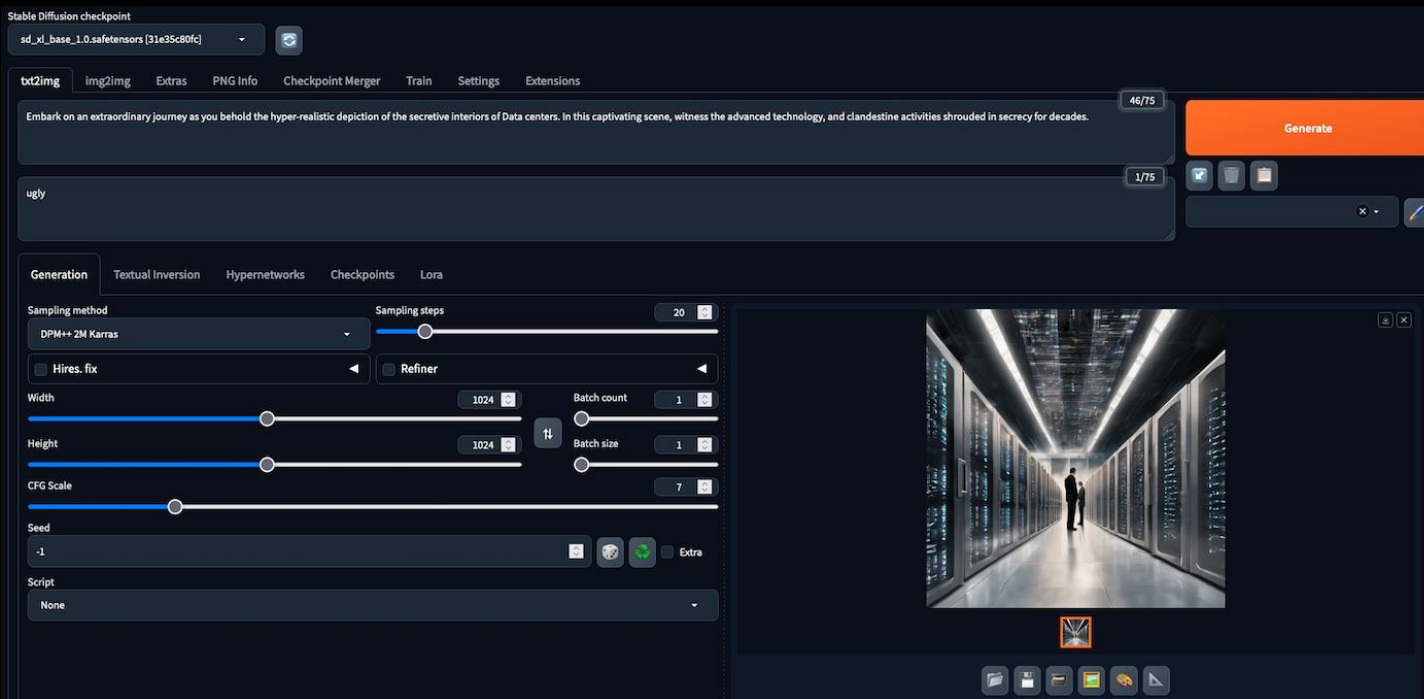 Stable Diffusion checkpoint
sd_xl_base_1.0.safetensors [31e35c80fc]
txt2img img2img Extras PNG Info Checkpoint Merger Train Settings Extensions
46/75
Embark on an extraordinary journey as you behold the hyper-realistic depiction of the secretive interiors of Data centers. In this captivating scene, witness the advanced technology, and clandestine activities shrouded in secrecy for decades.
Generate
1/75
ugly
Generation Textual Inversion Hypernetworks Checkpoints Lora
Sampling method Sampling steps 20
DPM++ 2M Karras
Hires. fix Refiner
Width 1024 Batch count 1
Height 1024 Batch size 1
CFG Scale 7
Seed
-1 Extra
Script
None